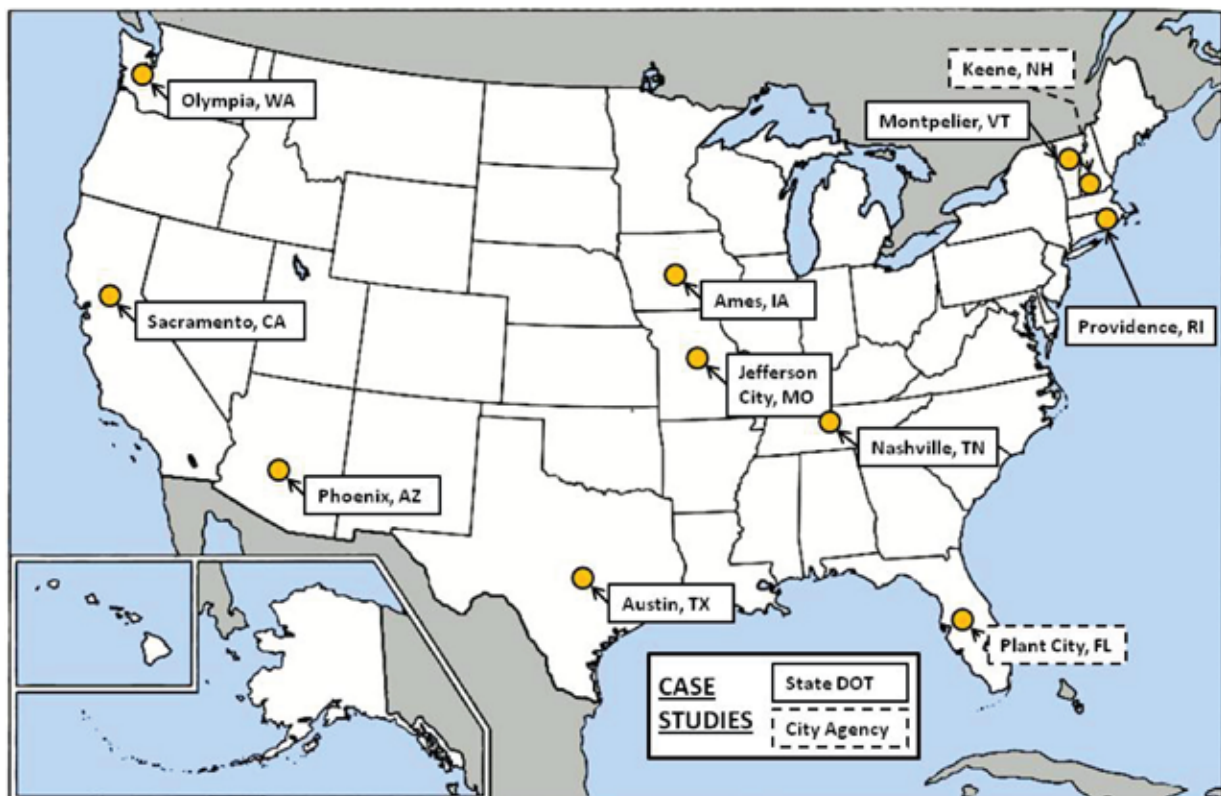 Keene, NH
Olympia, WA
Montpelier, VT
Ames, IA
Sacramento, CA
Providence, RI
Jefferson
City, MO
Nashville, TN
Phoenix, AZ
Austin, TX
Plant City, FL
CASE
STUDIES
State DOT
City Agency